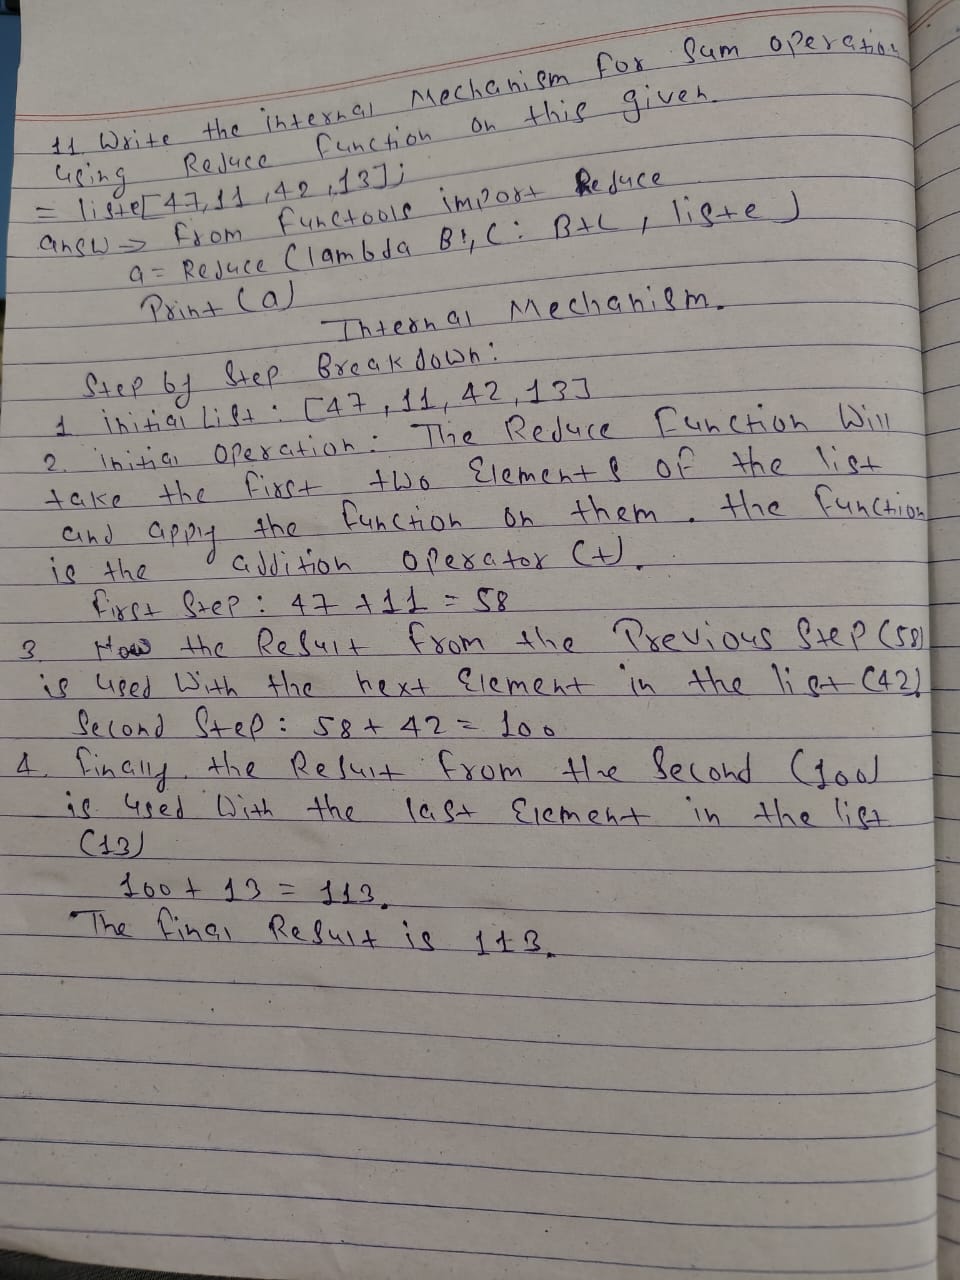 11 Write the internal Mechanism for Sum operation
using Reduce function on this given.
= liste[47,11,42,13];
answ → from functools import Reduce
a = Reduce (lambda B, C: B+C, liste)
Print (a)
Internal Mechanism.
Step by Step Breakdown:
1 initial List: [47, 11, 42, 13]
2. initial Operation: The Reduce Function Will
take the first two Elements of the list
and apply the function on them. the function
is the addition operator (+).
first Step: 47 + 11 = 58
3. Now the Result from the Previous Step (58)
is used With the next Element in the list (42)
Second Step: 58 + 42 = 100
4. finally, the Result from the Second (100)
is used With the last Element in the list
(13)
100 + 13 = 113.
The final Result is 113.